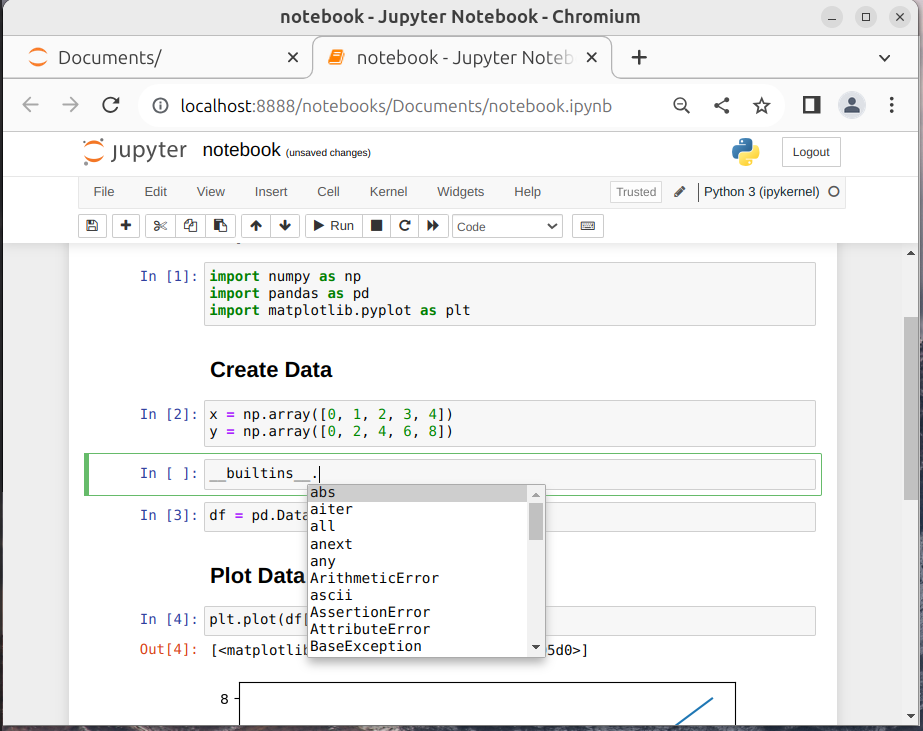 notebook - Jupyter Notebook - Chromium
Documents/
notebook - Jupyter Noteb
localhost:8888/notebooks/Documents/notebook.ipynb
jupyter notebook (unsaved changes)
Logout
File Edit View Insert Cell Kernel Widgets Help
Trusted
Python 3 (ipykernel)
Run
Code
In [1]: import numpy as np
import pandas as pd
import matplotlib.pyplot as plt
Create Data
In [2]: x = np.array([0, 1, 2, 3, 4])
y = np.array([0, 2, 4, 6, 8])
In [ ]: __builtins__.
abs
aiter
all
anext
any
ArithmeticError
ascii
AssertionError
AttributeError
BaseException
In [3]: df = pd.Data
Plot Data
In [4]: plt.plot(df[
Out[4]: [<matplotlib 5d0>]
8